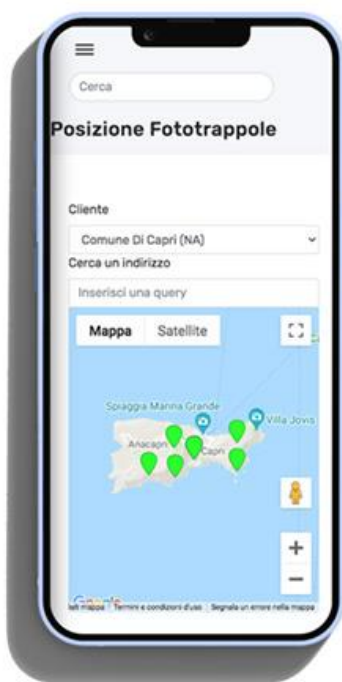 Cerca
Posizione Fototrappole
Cliente
Comune Di Capri (NA)
Cerca un indirizzo
Inserisci una query
Mappa Satellite
Spiaggia Marina Grande
Villa Jovis
Anacapri
Capri
Google
Termini e condizioni d'uso Segnala un errore nella mappa